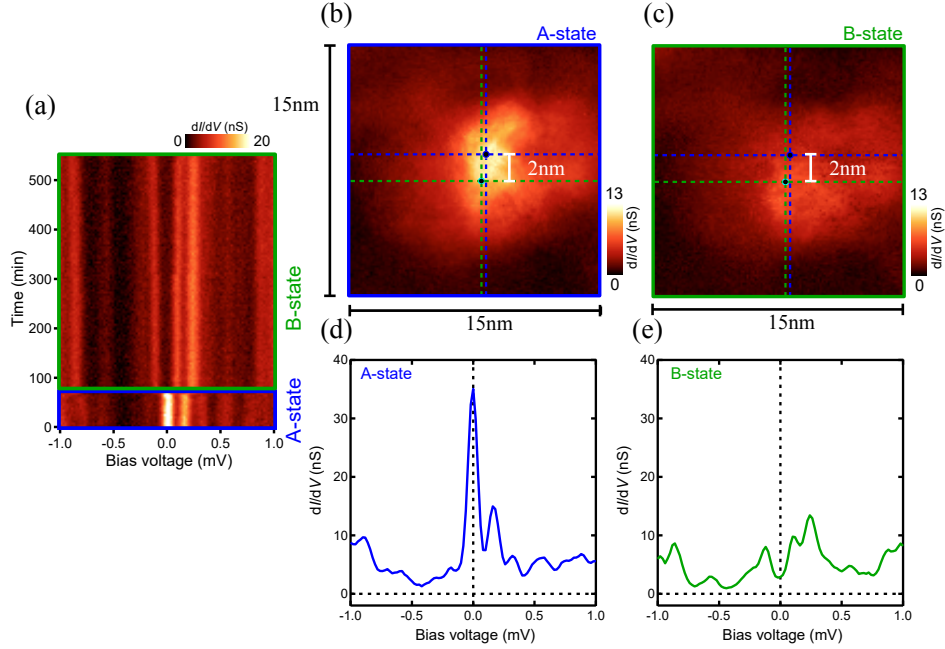 (a)
dI/dV (nS)
0 20
500
400
300
200
100
0
Time (min)
-1.0 -0.5 0.0 0.5 1.0
Bias voltage (mV)
B-state
A-state
(b)
A-state
15nm
2nm
13
0
dI/dV (nS)
15nm
(c)
B-state
2nm
13
0
dI/dV (nS)
15nm
(d)
A-state
40
30
20
10
0
dI/dV (nS)
-1.0 -0.5 0.0 0.5 1.0
Bias voltage (mV)
(e)
B-state
40
30
20
10
0
dI/dV (nS)
-1.0 -0.5 0.0 0.5 1.0
Bias voltage (mV)